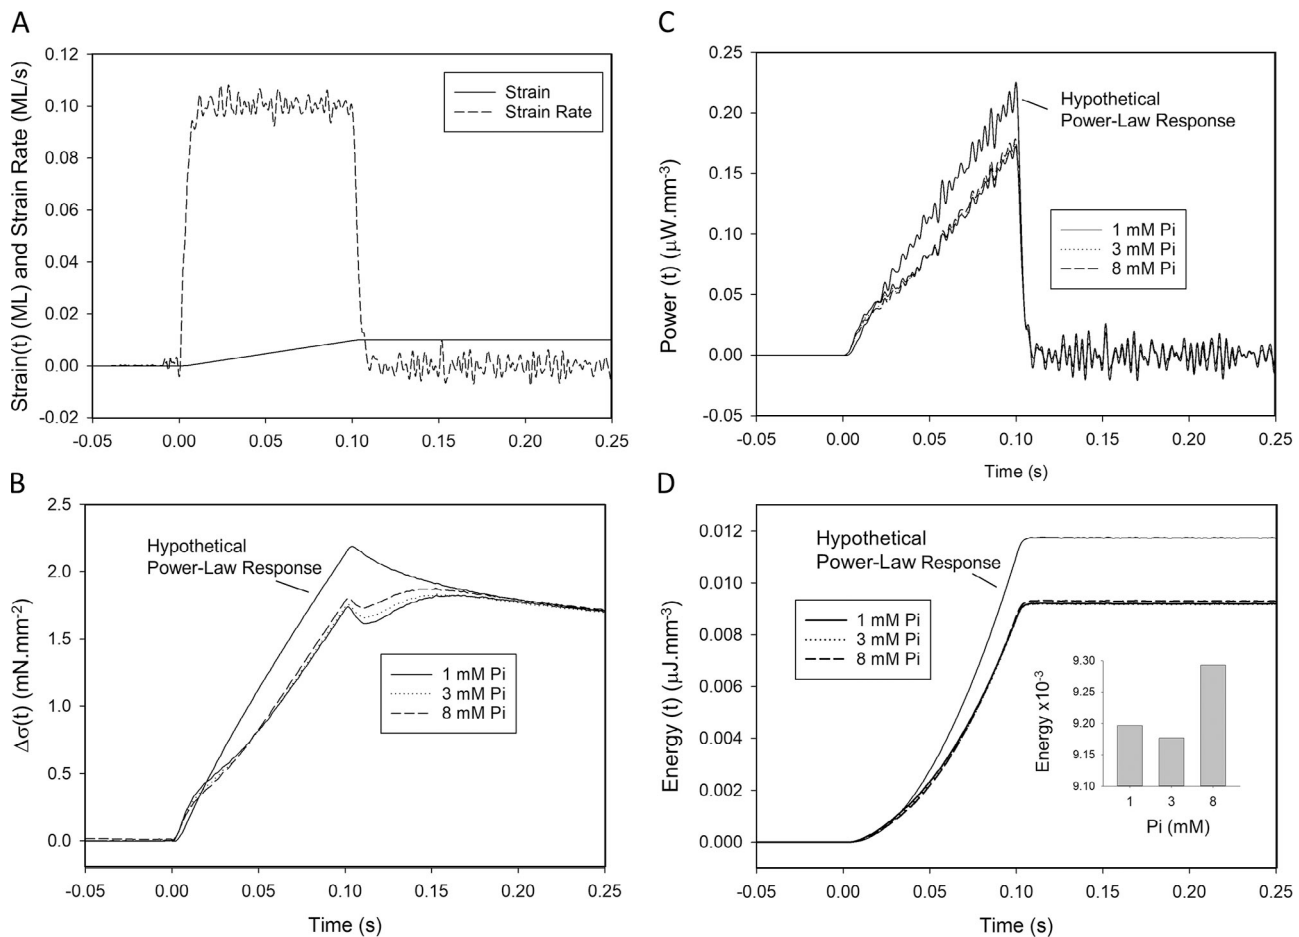 A
Strain(t) (ML) and Strain Rate (ML/s)
0.12
0.10
0.08
0.06
0.04
0.02
0.00
-0.02
Strain
Strain Rate
-0.05 0.00 0.05 0.10 0.15 0.20 0.25
B
Δσ(t) (mN.mm-2)
2.5
2.0
1.5
1.0
0.5
0.0
Hypothetical
Power-Law Response
1 mM Pi
3 mM Pi
8 mM Pi
-0.05 0.00 0.05 0.10 0.15 0.20 0.25
Time (s)
C
Power (t) (μW.mm-3)
0.25
0.20
0.15
0.10
0.05
0.00
-0.05
Hypothetical
Power-Law Response
1 mM Pi
3 mM Pi
8 mM Pi
-0.05 0.00 0.05 0.10 0.15 0.20 0.25
Time (s)
D
Energy (t) (μJ.mm-3)
0.012
0.010
0.008
0.006
0.004
0.002
0.000
Hypothetical
Power-Law Response
1 mM Pi
3 mM Pi
8 mM Pi
Energy x10-3
9.30
9.25
9.20
9.15
9.10
1 3 8
Pi (mM)
-0.05 0.00 0.05 0.10 0.15 0.20 0.25
Time (s)